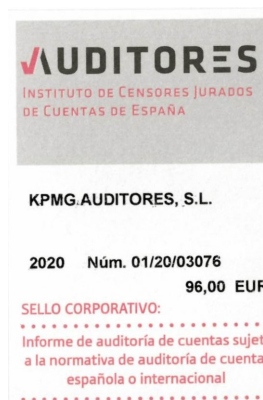 AUDITORES
INSTITUTO DE CENSORES JURADOS
DE CUENTAS DE ESPAÑA
KPMG AUDITORES, S.L.
2020 Núm. 01/20/03076
96,00 EUR
SELLO CORPORATIVO:
Informe de auditoría de cuentas sujet
a la normativa de auditoría de cuenta
española o internacional